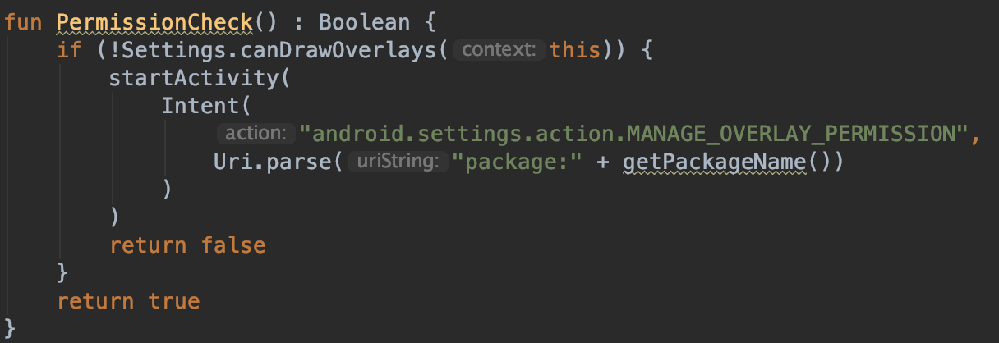 fun PermissionCheck() : Boolean {
if (!Settings.canDrawOverlays( context: this)) {
startActivity(
Intent(
action: "android.settings.action.MANAGE_OVERLAY_PERMISSION",
Uri.parse( uriString: "package:" + getPackageName())
)
)
return false
}
return true
}